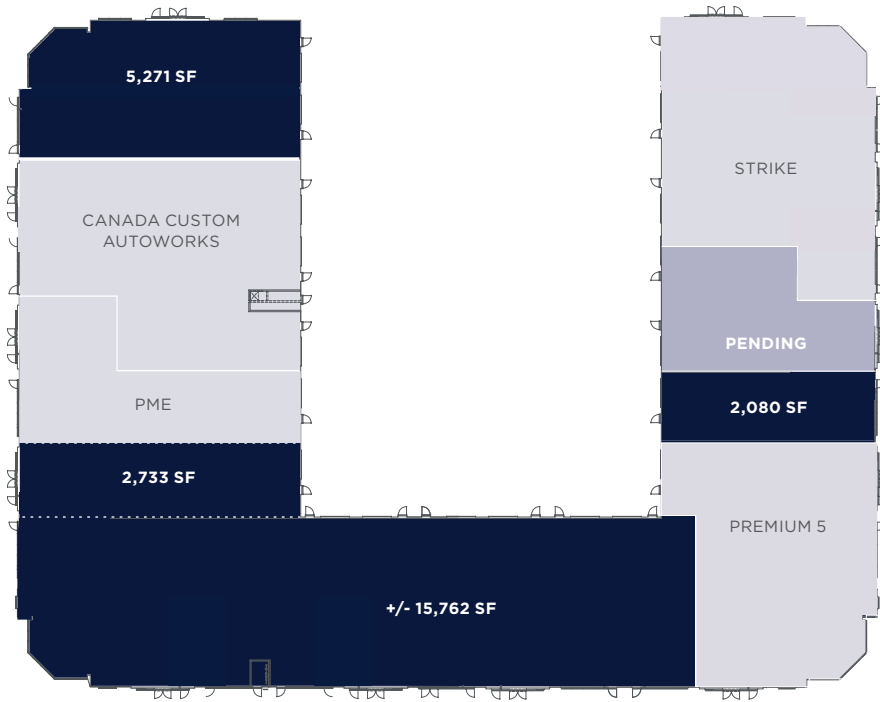 5,271 SF
CANADA CUSTOM
AUTOWORKS
PME
2,733 SF
+/- 15,762 SF
STRIKE
PENDING
2,080 SF
PREMIUM 5